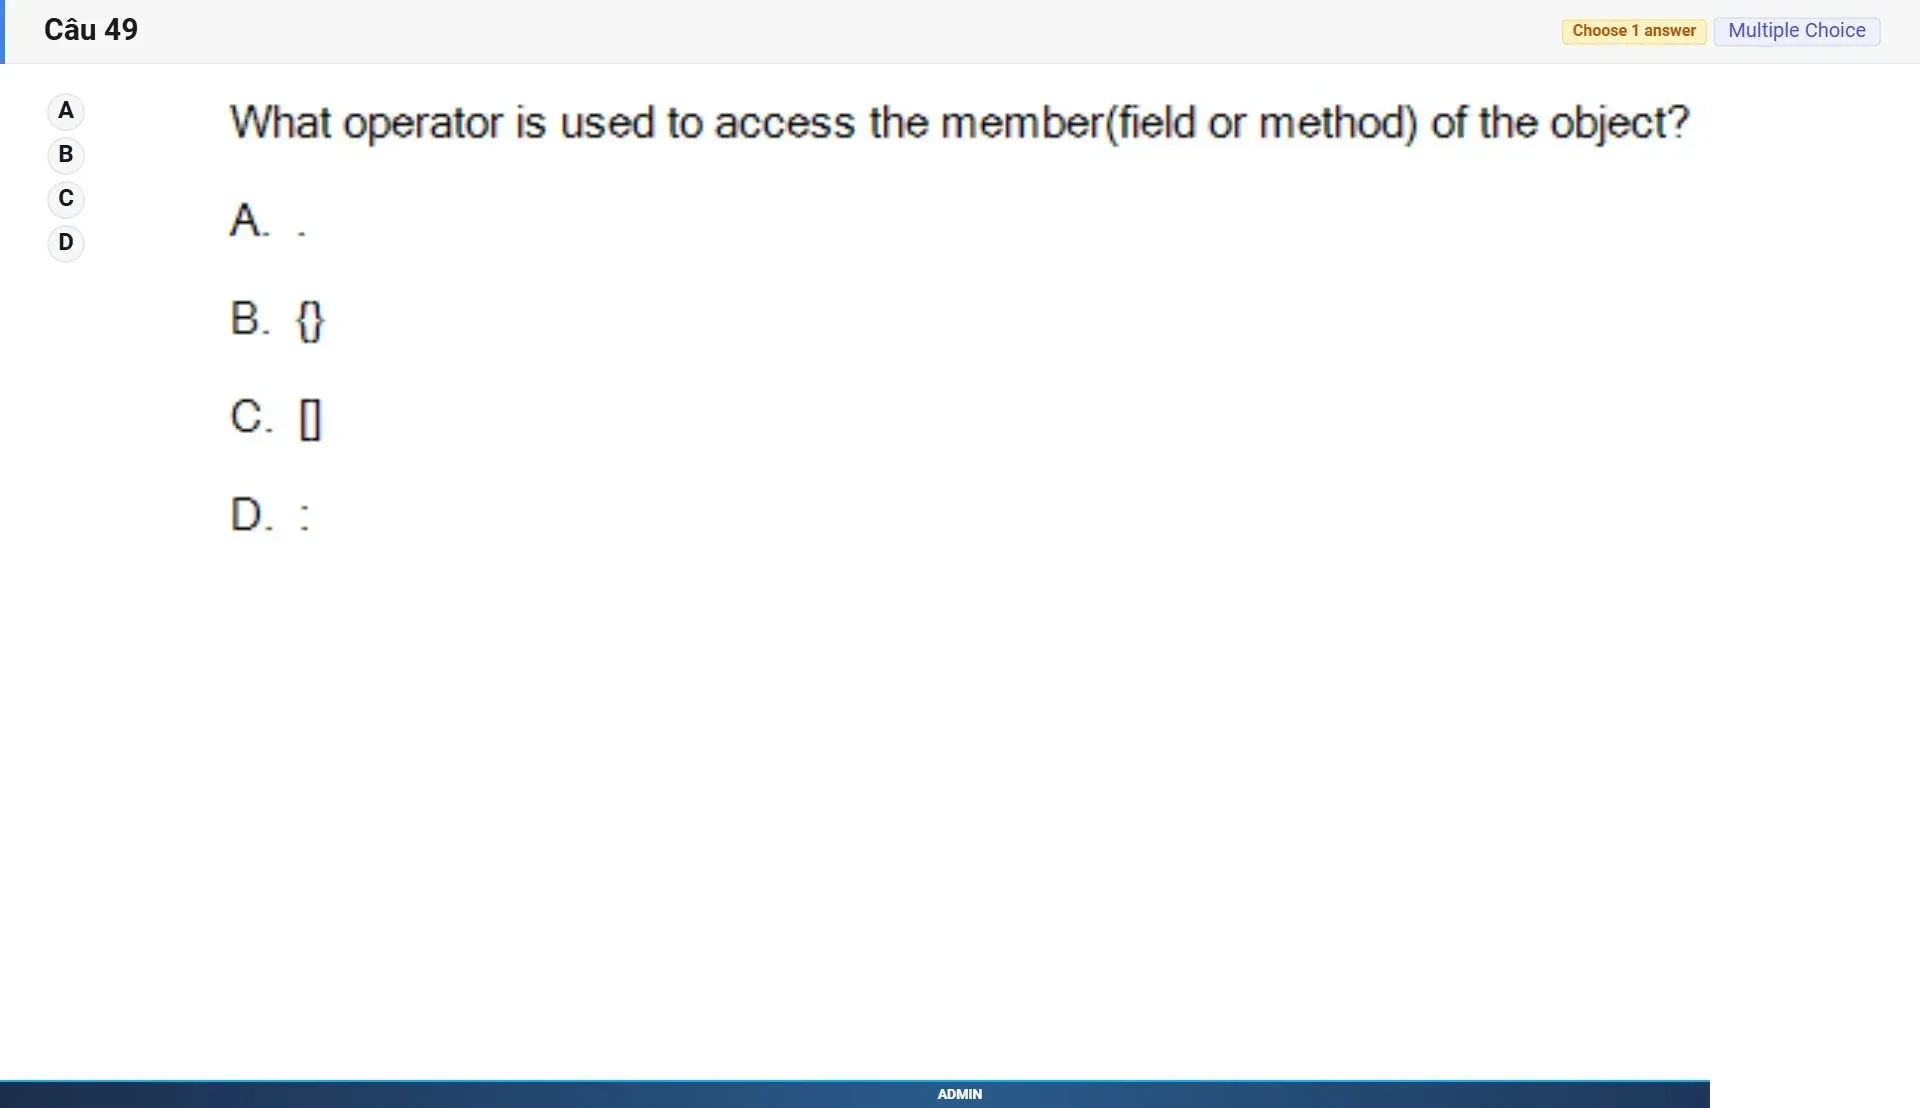 Câu 49
Choose 1 answer
Multiple Choice
A
B
C
D
What operator is used to access the member(field or method) of the object?
A. .
B. {}
C. []
D. :
ADMIN